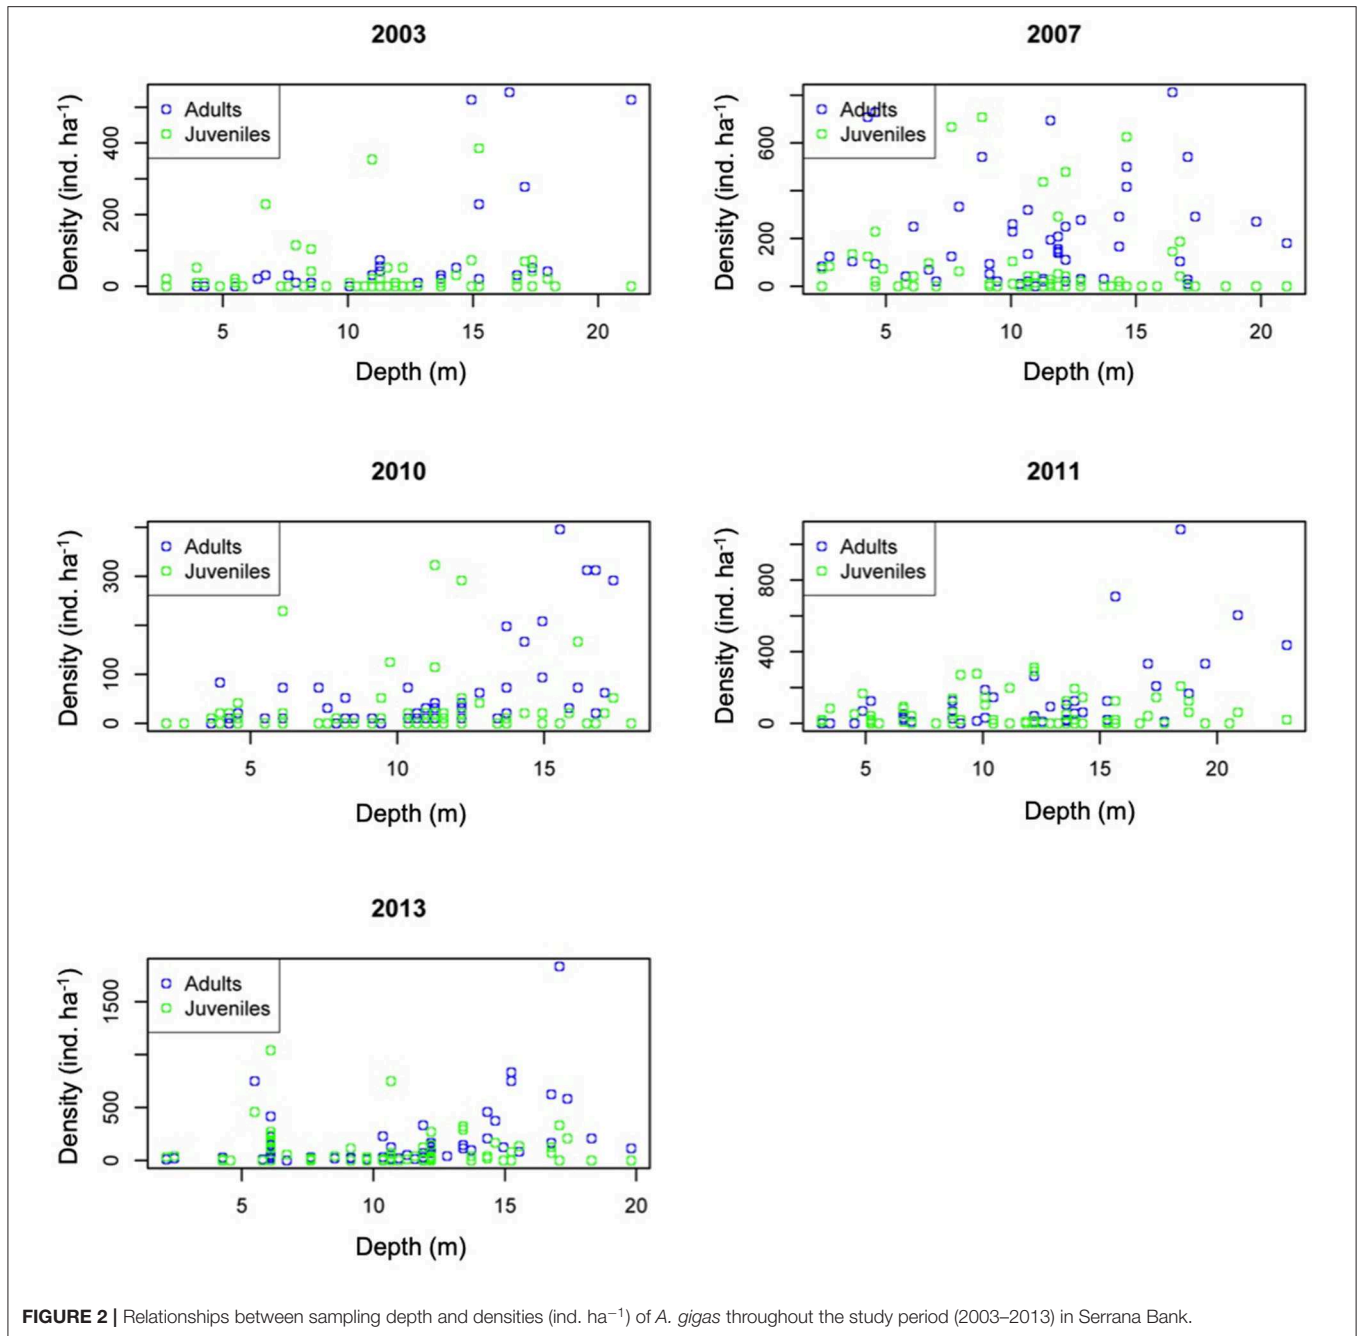 2003
Density (ind. ha⁻¹)
0 200 400
Adults
Juveniles
5 10 15 20
Depth (m)
2007
Density (ind. ha⁻¹)
0 200 600
Adults
Juveniles
5 10 15 20
Depth (m)
2010
Density (ind. ha⁻¹)
0 100 300
Adults
Juveniles
5 10 15
Depth (m)
2011
Density (ind. ha⁻¹)
0 400 800
Adults
Juveniles
5 10 15 20
Depth (m)
2013
Density (ind. ha⁻¹)
0 500 1500
Adults
Juveniles
5 10 15 20
Depth (m)
FIGURE 2 | Relationships between sampling depth and densities (ind. ha⁻¹) of A. gigas throughout the study period (2003–2013) in Serrana Bank.